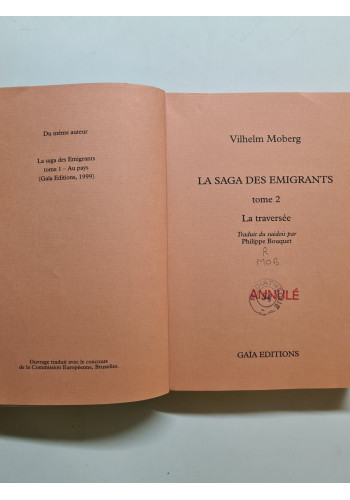 Du même auteur
La saga des Emigrants
tome 1 – Au pays
(Gaïa Editions, 1999)
Ouvrage traduit avec le concours
de la Commission Européenne, Bruxelles.
Vilhelm Moberg
LA SAGA DES EMIGRANTS
tome 2
La traversée
Traduit du suédois par
Philippe Bouquet
R
MOB
ANNULÉ
GAÏA EDITIONS